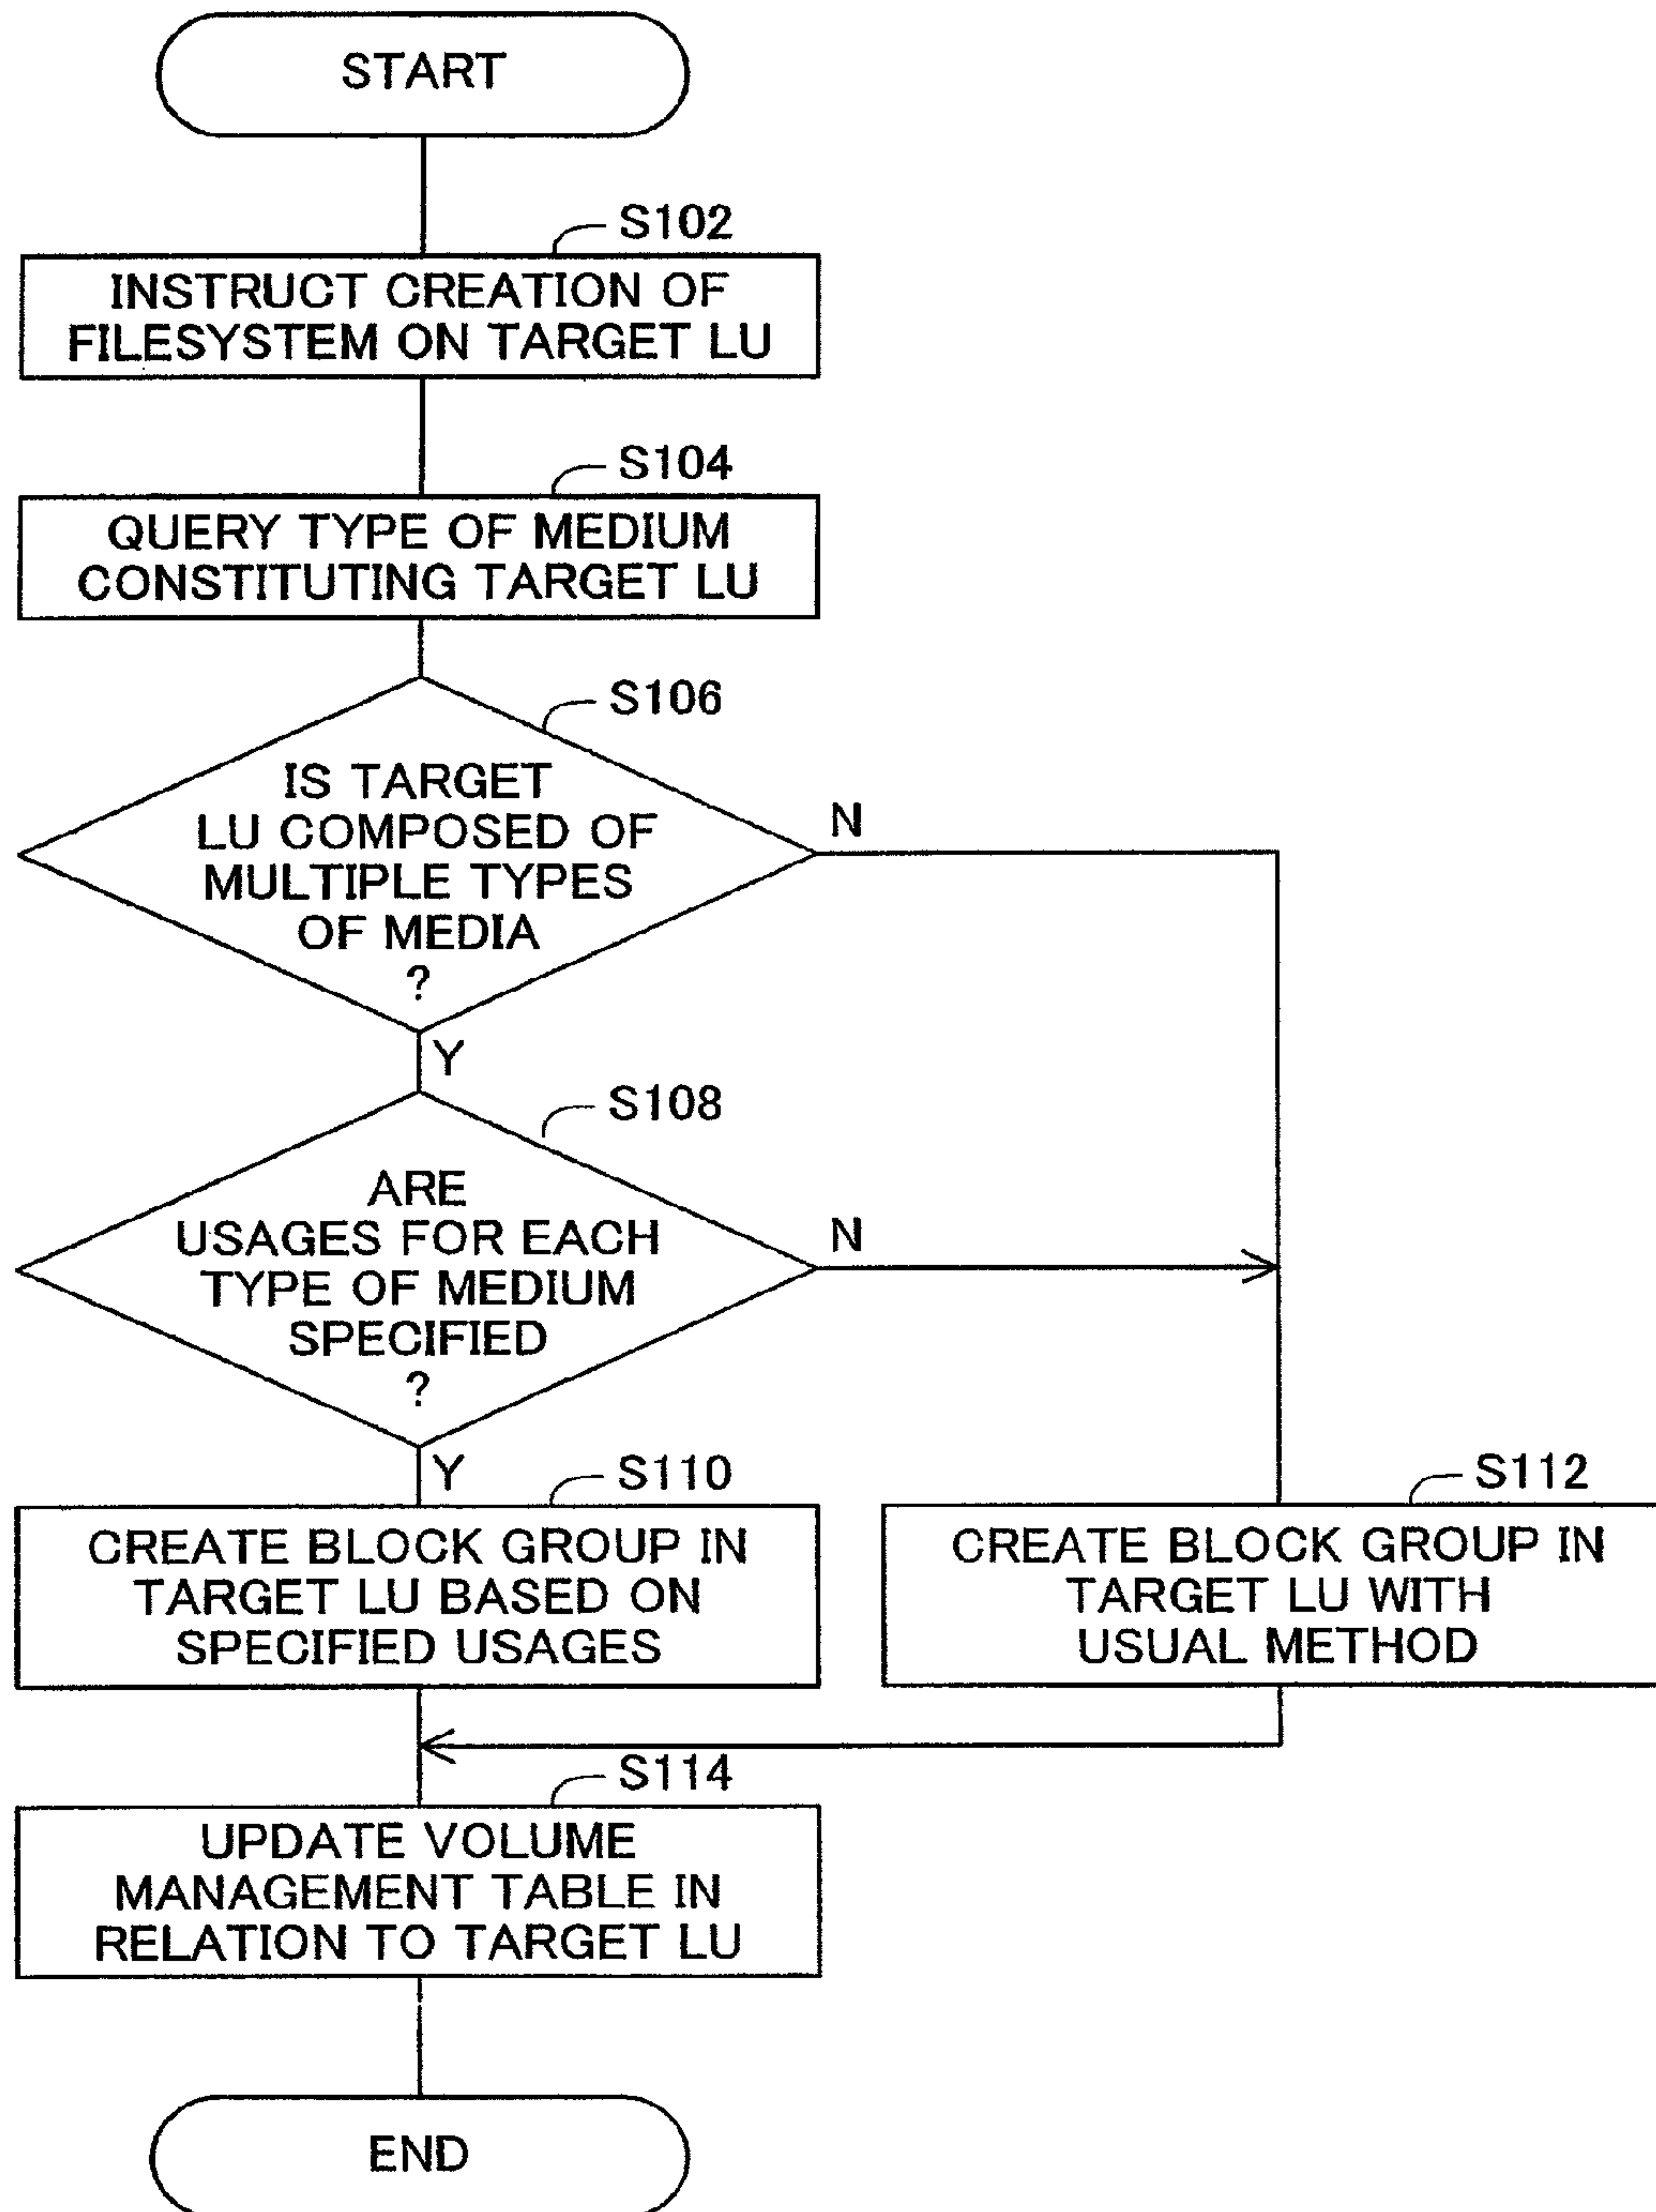 START
S102
INSTRUCT CREATION OF
FILESYSTEM ON TARGET LU
S104
QUERY TYPE OF MEDIUM
CONSTITUTING TARGET LU
S106
IS TARGET
LU COMPOSED OF
MULTIPLE TYPES
OF MEDIA
?
N
Y
S108
ARE
USAGES FOR EACH
TYPE OF MEDIUM
SPECIFIED
?
N
Y
S110
CREATE BLOCK GROUP IN
TARGET LU BASED ON
SPECIFIED USAGES
S112
CREATE BLOCK GROUP IN
TARGET LU WITH
USUAL METHOD
S114
UPDATE VOLUME
MANAGEMENT TABLE IN
RELATION TO TARGET LU
END